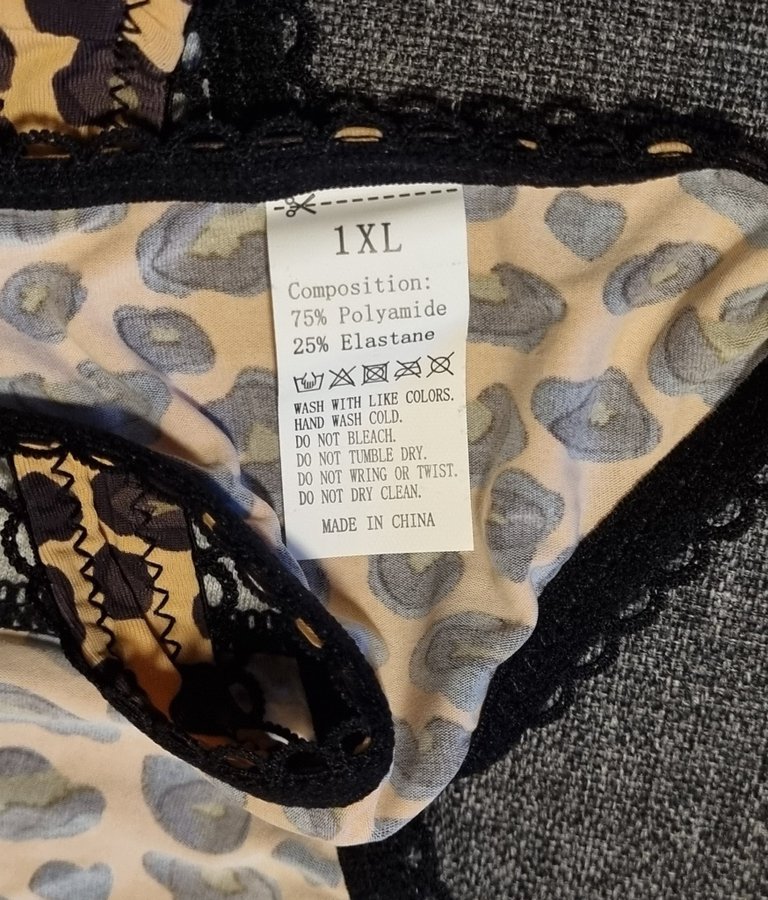 1XL
Composition:
75% Polyamide
25% Elastane
WASH WITH LIKE COLORS.
HAND WASH COLD.
DO NOT BLEACH.
DO NOT TUMBLE DRY.
DO NOT WRING OR TWIST.
DO NOT DRY CLEAN.
MADE IN CHINA